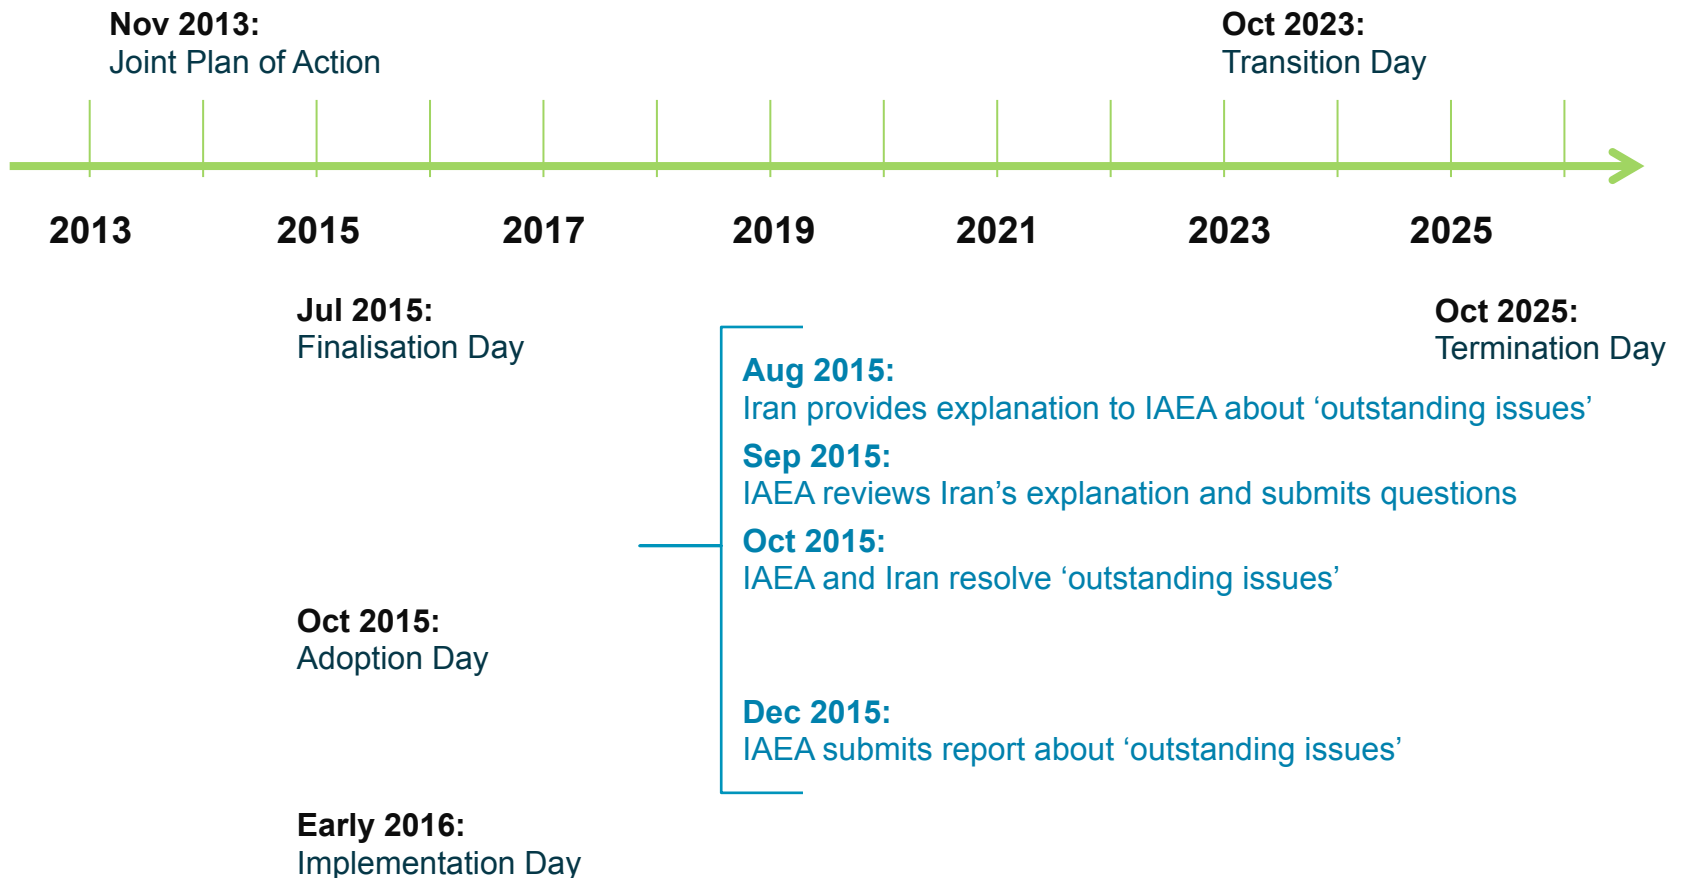 Nov 2013:
Joint Plan of Action
Oct 2023:
Transition Day
2013
2015
2017
2019
2021
2023
2025
Jul 2015:
Finalisation Day
Oct 2025:
Termination Day
Aug 2015:
Iran provides explanation to IAEA about ‘outstanding issues’
Sep 2015:
IAEA reviews Iran’s explanation and submits questions
Oct 2015:
IAEA and Iran resolve ‘outstanding issues’
Oct 2015:
Adoption Day
Dec 2015:
IAEA submits report about ‘outstanding issues’
Early 2016:
Implementation Day